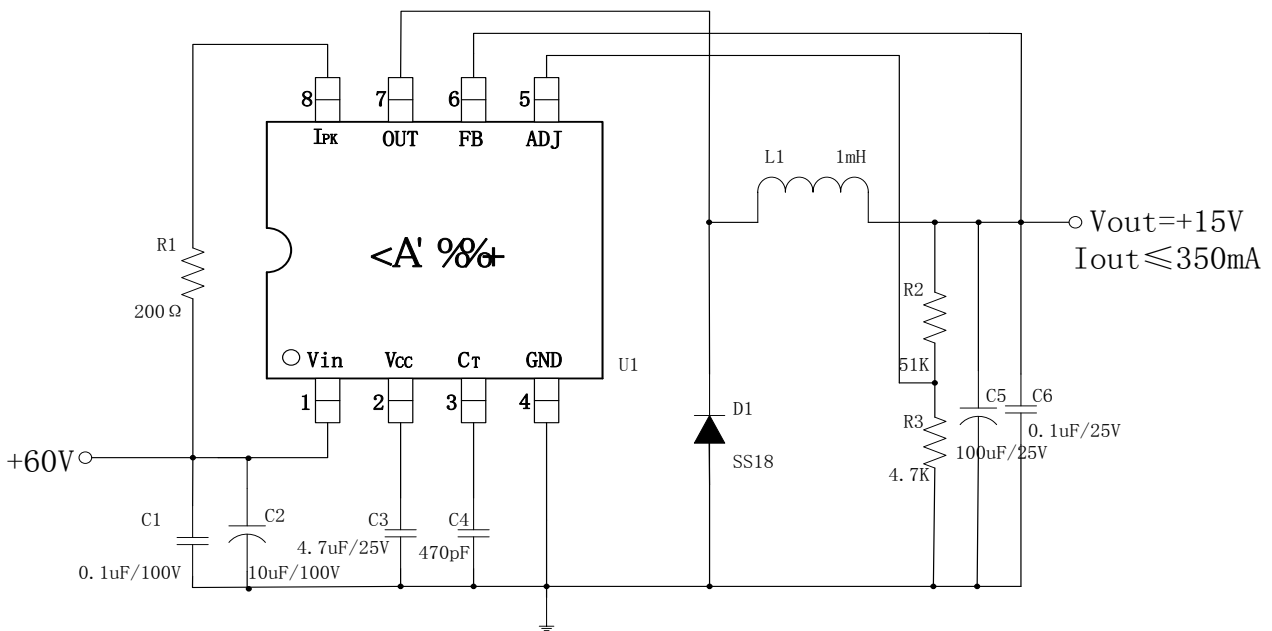 8
7
6
5
IPK
OUT
FB
ADJ
L1
1mH
Vout=+15V
Iout≤350mA
R1
200Ω
<A' %%+
R2
51K
Vin
VCC
CT
GND
U1
1
2
3
4
D1
SS18
R3
4.7K
C5
100uF/25V
C6
0.1uF/25V
+60V
C1
0.1uF/100V
C2
10uF/100V
C3
4.7uF/25V
C4
470pF